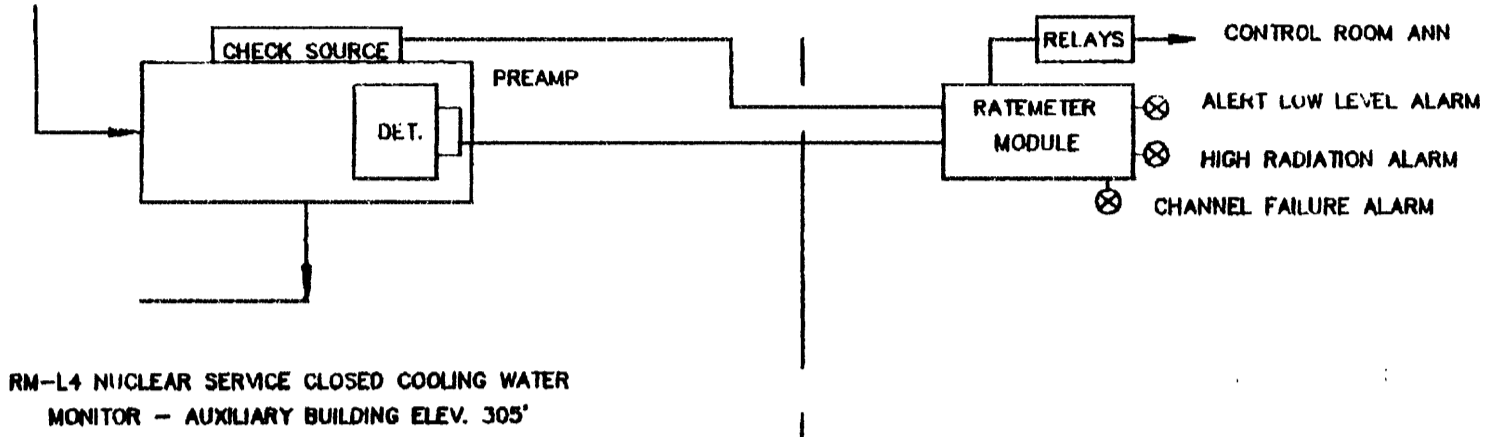 CHECK SOURCE
PREAMP
DET.
RELAYS
CONTROL ROOM ANN
RATEMETER
MODULE
ALERT LOW LEVEL ALARM
HIGH RADIATION ALARM
CHANNEL FAILURE ALARM
RM-L4 NUCLEAR SERVICE CLOSED COOLING WATER
MONITOR - AUXILIARY BUILDING ELEV. 305'